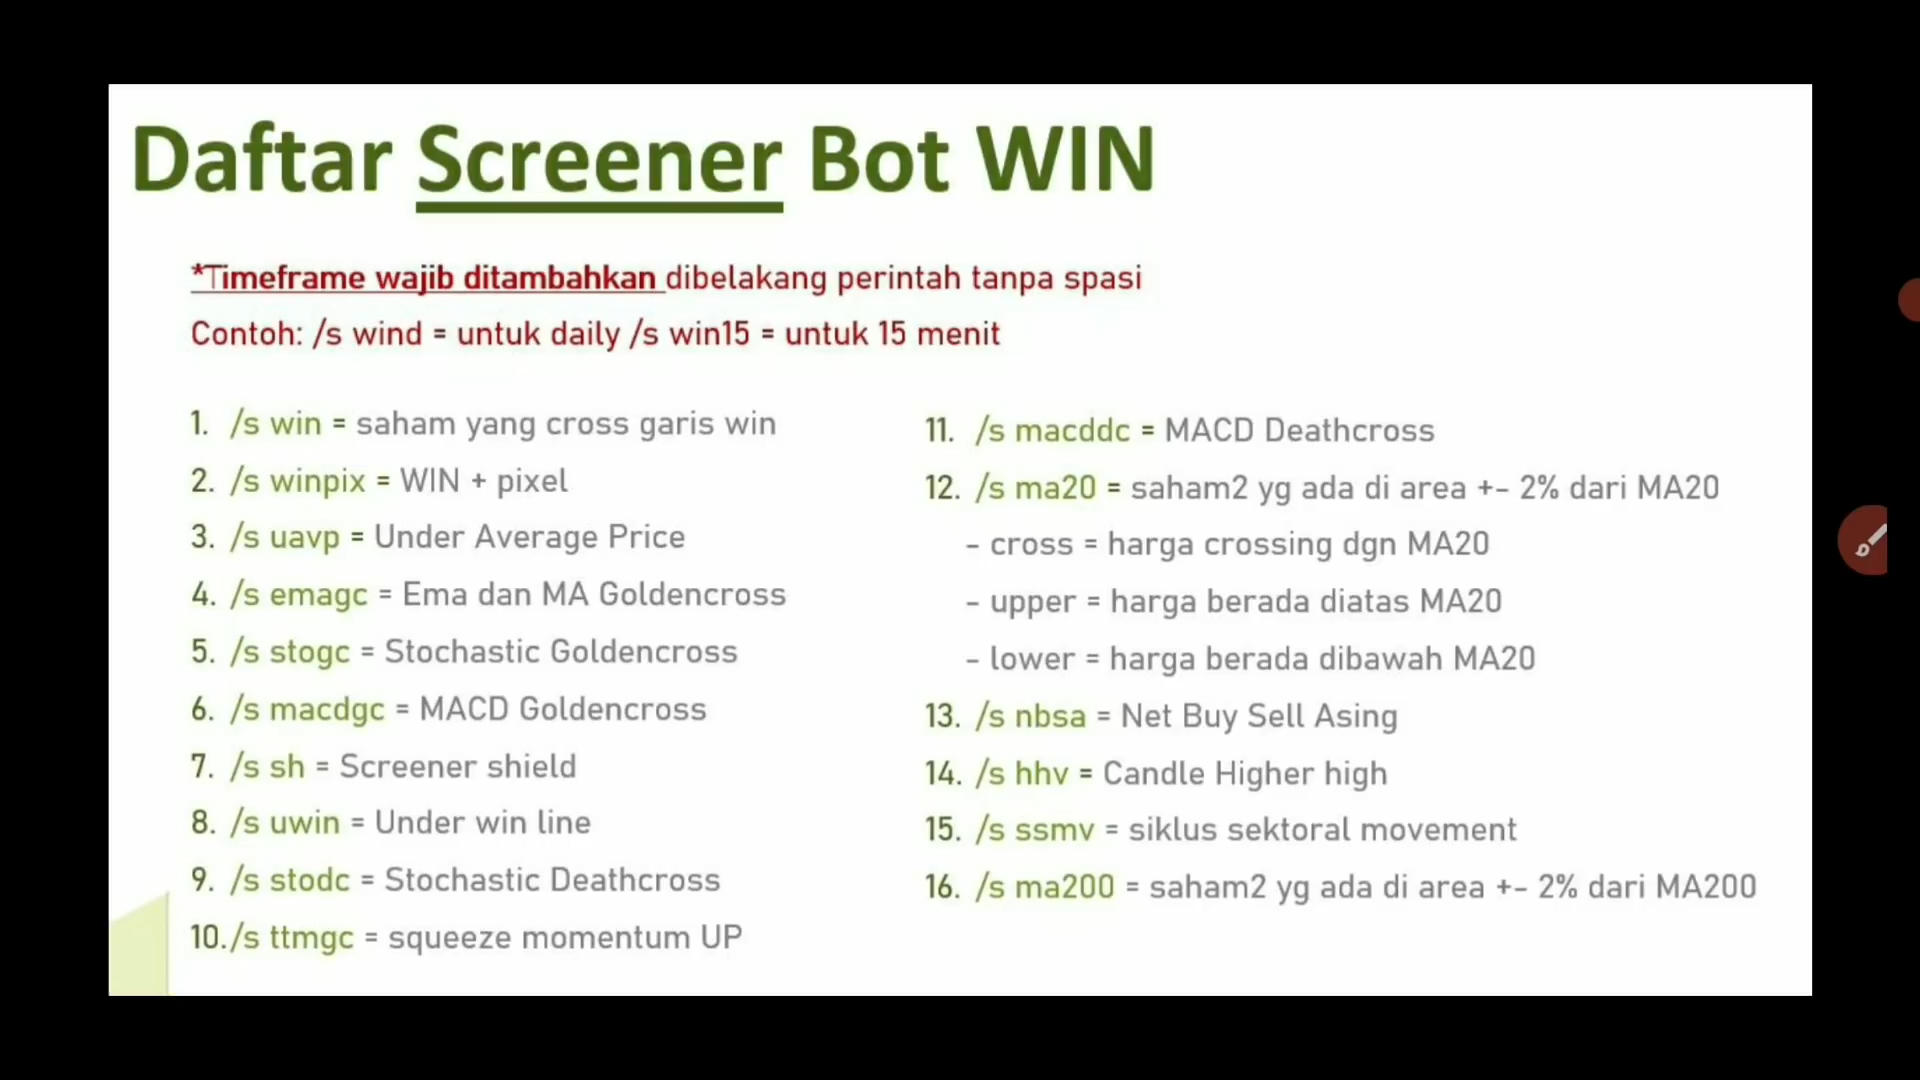 Daftar Screener Bot WIN
*Timeframe wajib ditambahkan dibelakang perintah tanpa spasi
Contoh: /s wind = untuk daily /s win15 = untuk 15 menit
1. /s win = saham yang cross garis win
2. /s winpix = WIN + pixel
3. /s uavp = Under Average Price
4. /s emagc = Ema dan MA Goldencross
5. /s stogc = Stochastic Goldencross
6. /s macdgc = MACD Goldencross
7. /s sh = Screener shield
8. /s uwin = Under win line
9. /s stodc = Stochastic Deathcross
10./s ttmgc = squeeze momentum UP
11. /s macddc = MACD Deathcross
12. /s ma20 = saham2 yg ada di area +- 2% dari MA20
- cross = harga crossing dgn MA20
- upper = harga berada diatas MA20
- lower = harga berada dibawah MA20
13. /s nbsa = Net Buy Sell Asing
14. /s hhv = Candle Higher high
15. /s ssmv = siklus sektoral movement
16. /s ma200 = saham2 yg ada di area +- 2% dari MA200